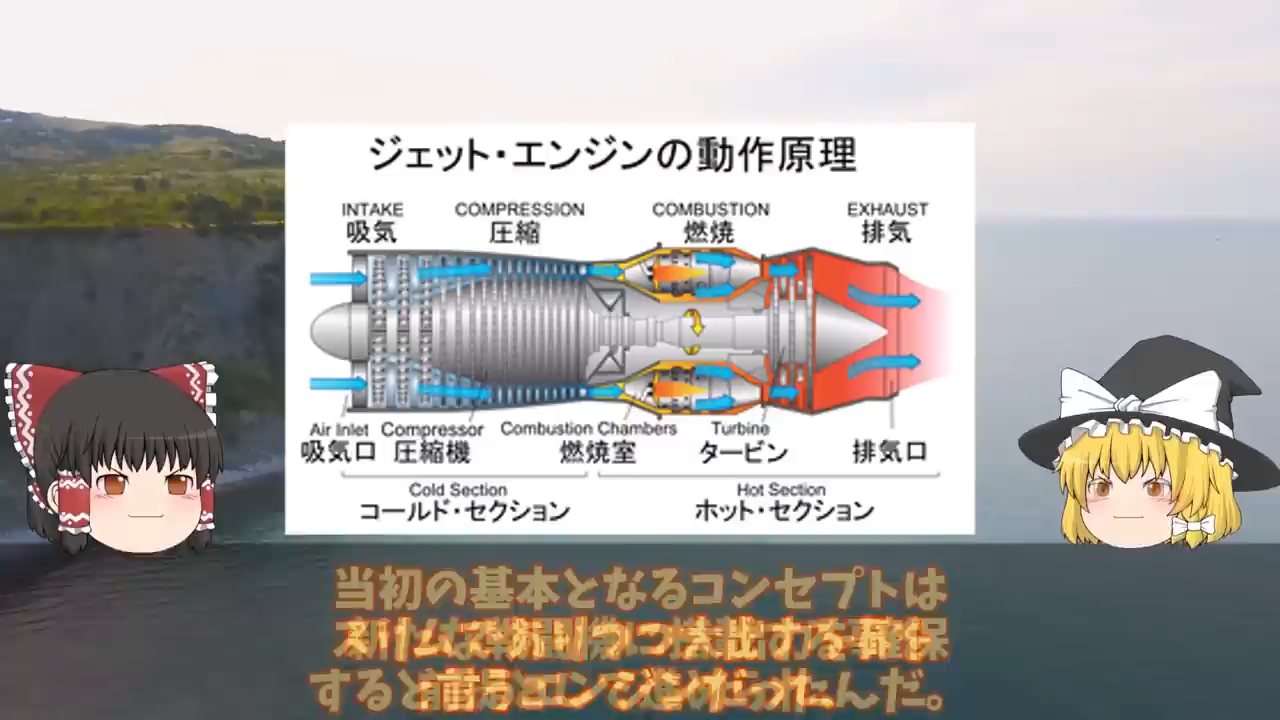 ジェット・エンジンの動作原理
INTAKE COMPRESSION COMBUSTION EXHAUST
吸気 圧縮 燃焼 排気
Air Inlet Compressor Combustion Chambers Turbine
吸気口 圧縮機 燃焼室 タービン 排気口
Cold Section Hot Section
コールド・セクション ホット・セクション
当初の基本となるコンセプトは